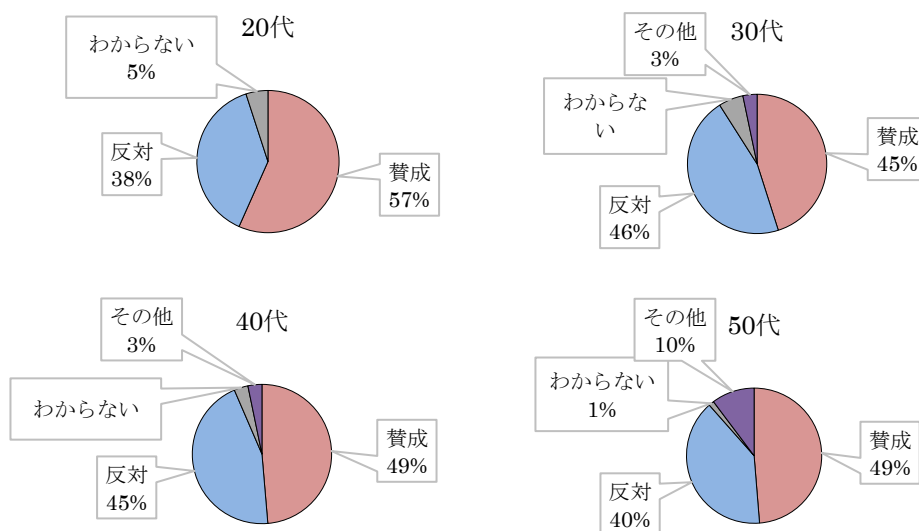 20代
わからない
5%
反対
38%
賛成
57%
30代
その他
3%
わからな
い
反対
46%
賛成
45%
40代
その他
3%
わからない
反対
45%
賛成
49%
50代
その他
10%
わからない
1%
反対
40%
賛成
49%